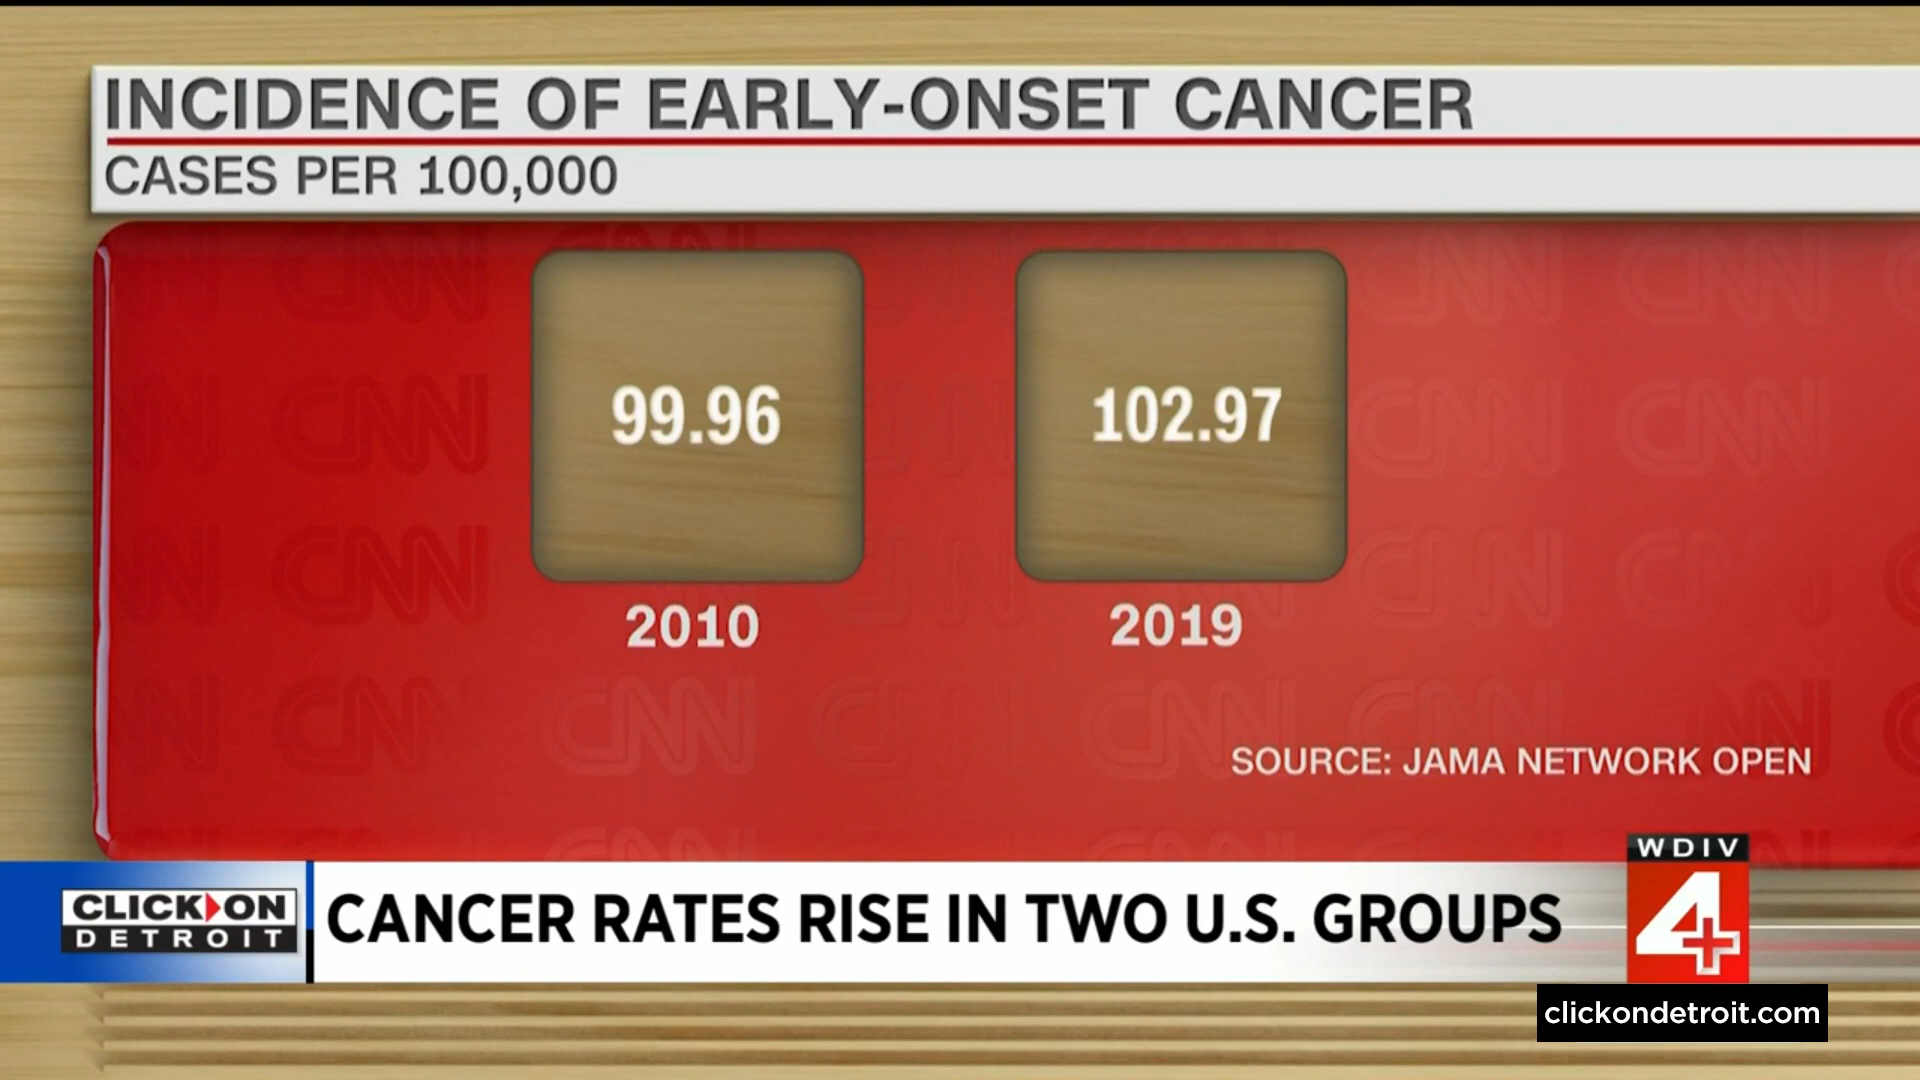 INCIDENCE OF EARLY-ONSET CANCER
CASES PER 100,000
99.96
102.97
2010
2019
SOURCE: JAMA NETWORK OPEN
WDIV
CLICK ON
DETROIT
CANCER RATES RISE IN TWO U.S. GROUPS
4+
clickondetroit.com